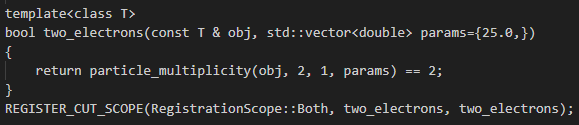 template<class T>
bool two_electrons(const T & obj, std::vector<double> params={25.0,})
{
    return particle_multiplicity(obj, 2, 1, params) == 2;
}
REGISTER_CUT_SCOPE(RegistrationScope::Both, two_electrons, two_electrons);